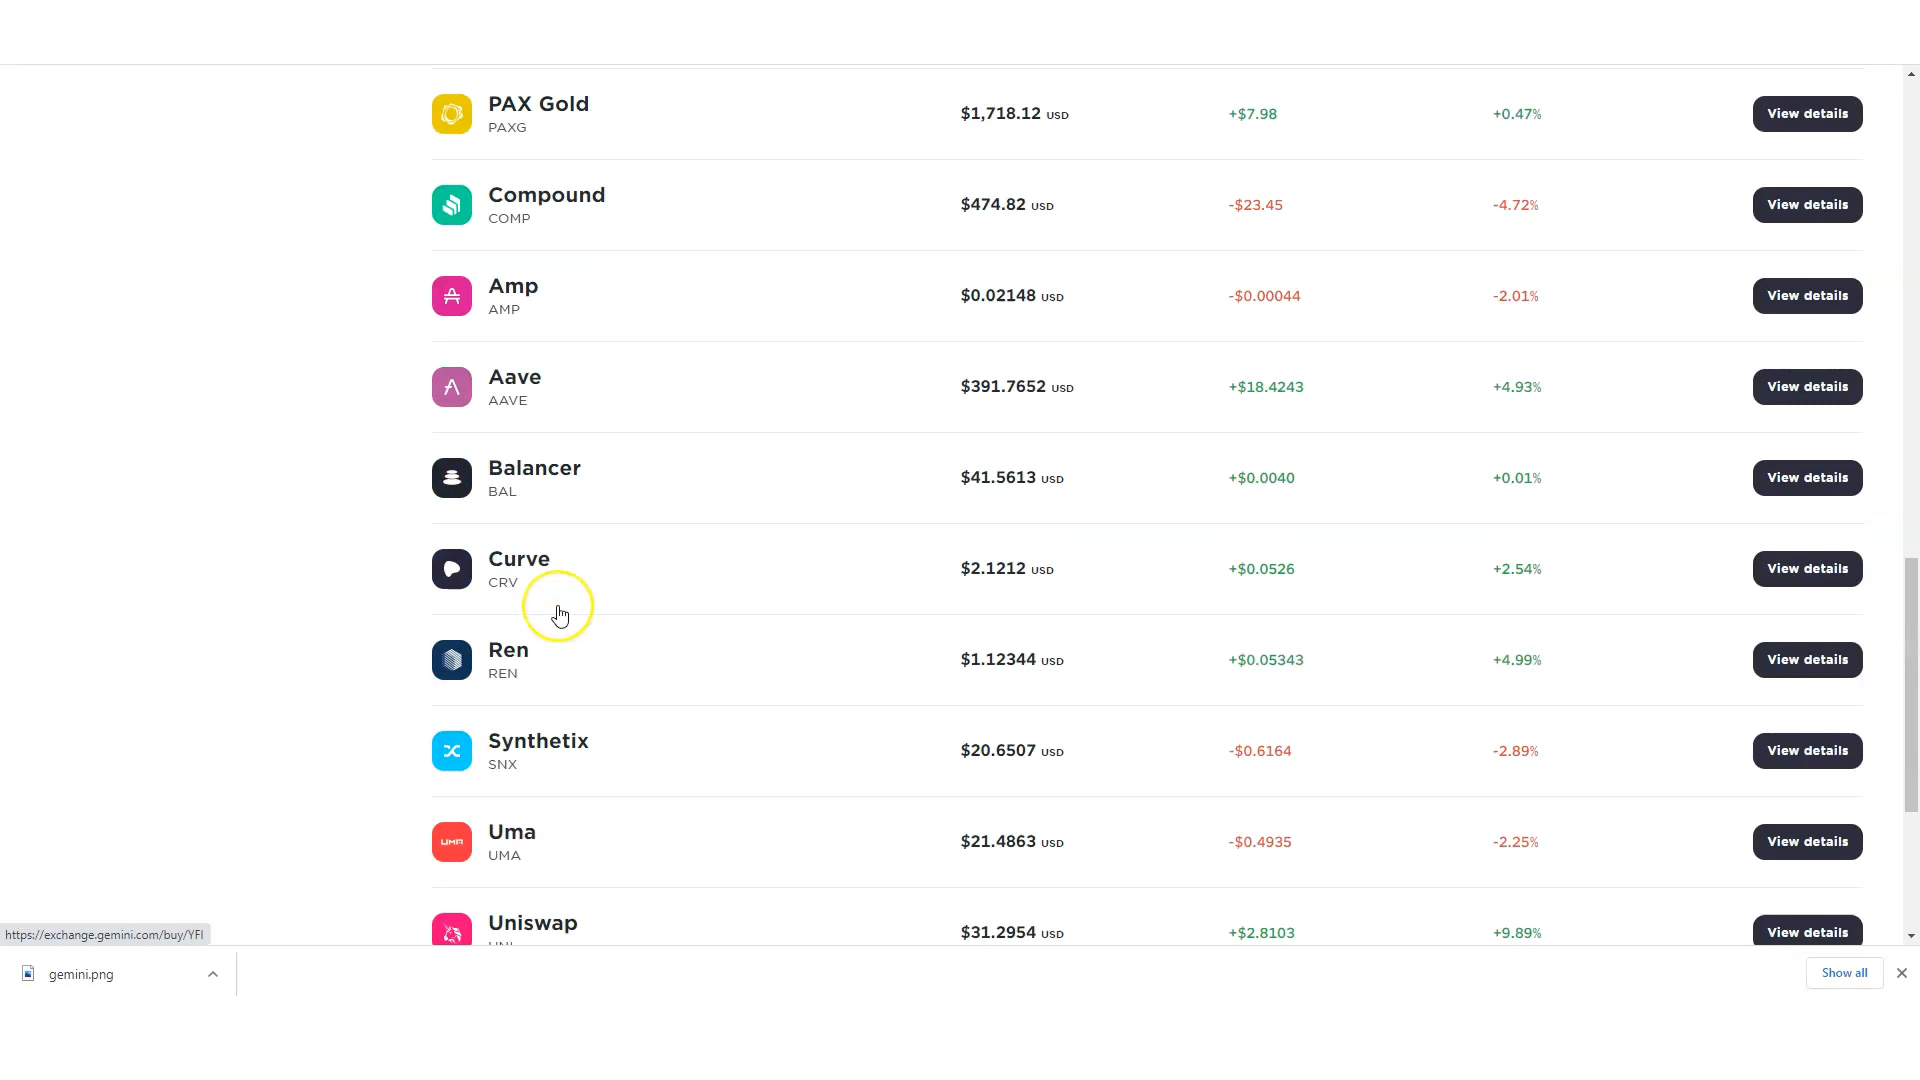 PAX Gold
PAXG
$1,718.12 USD
+$7.98
+0.47%
View details
Compound
COMP
$474.82 USD
-$23.45
-4.72%
View details
Amp
AMP
$0.02148 USD
-$0.00044
-2.01%
View details
Aave
AAVE
$391.7652 USD
+$18.4243
+4.93%
View details
Balancer
BAL
$41.5613 USD
+$0.0040
+0.01%
View details
Curve
CRV
$2.1212 USD
+$0.0526
+2.54%
View details
Ren
REN
$1.12344 USD
+$0.05343
+4.99%
View details
Synthetix
SNX
$20.6507 USD
-$0.6164
-2.89%
View details
UMA
Uma
UMA
$21.4863 USD
-$0.4935
-2.25%
View details
Uniswap
$31.2954 USD
+$2.8103
+9.89%
View details
https://exchange.gemini.com/buy/YFI
gemini.png
Show all